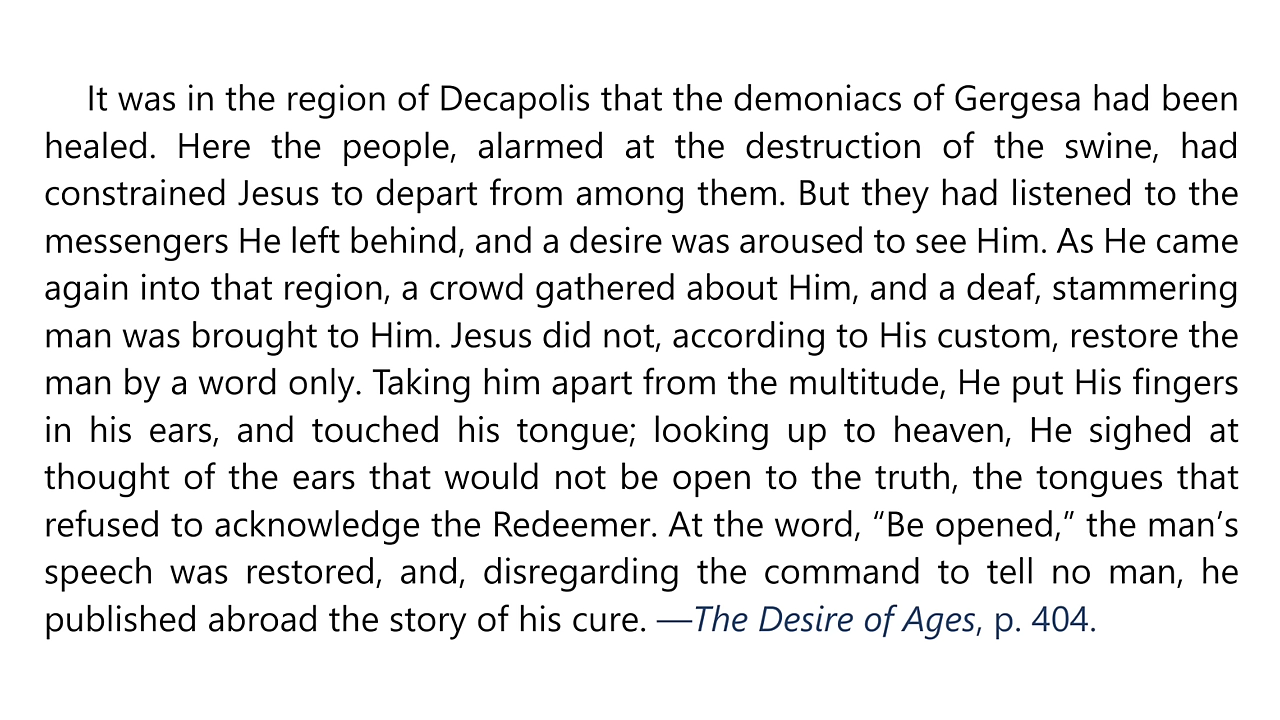 It was in the region of Decapolis that the demoniacs of Gergesa had been
healed. Here the people, alarmed at the destruction of the swine, had
constrained Jesus to depart from among them. But they had listened to the
messengers He left behind, and a desire was aroused to see Him. As He came
again into that region, a crowd gathered about Him, and a deaf, stammering
man was brought to Him. Jesus did not, according to His custom, restore the
man by a word only. Taking him apart from the multitude, He put His fingers
in his ears, and touched his tongue; looking up to heaven, He sighed at
thought of the ears that would not be open to the truth, the tongues that
refused to acknowledge the Redeemer. At the word, “Be opened,” the man’s
speech was restored, and, disregarding the command to tell no man, he
published abroad the story of his cure. —The Desire of Ages, p. 404.